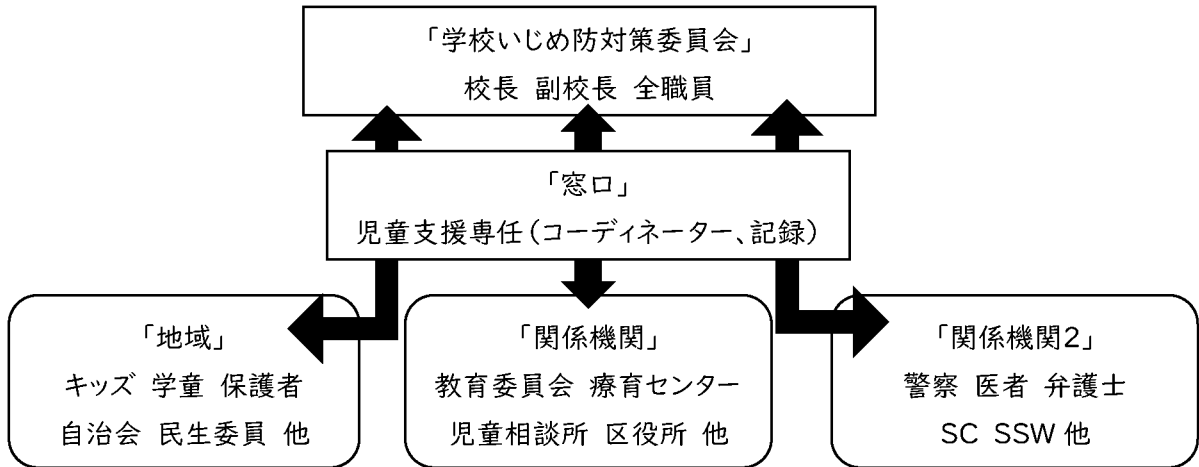 「学校いじめ防対策委員会」
校長 副校長 全職員
「窓口」
児童支援専任(コーディネーター、記録)
「地域」
キッズ 学童 保護者
自治会 民生委員 他
「関係機関」
教育委員会 療育センター
児童相談所 区役所 他
「関係機関2」
警察 医者 弁護士
SC SSW 他